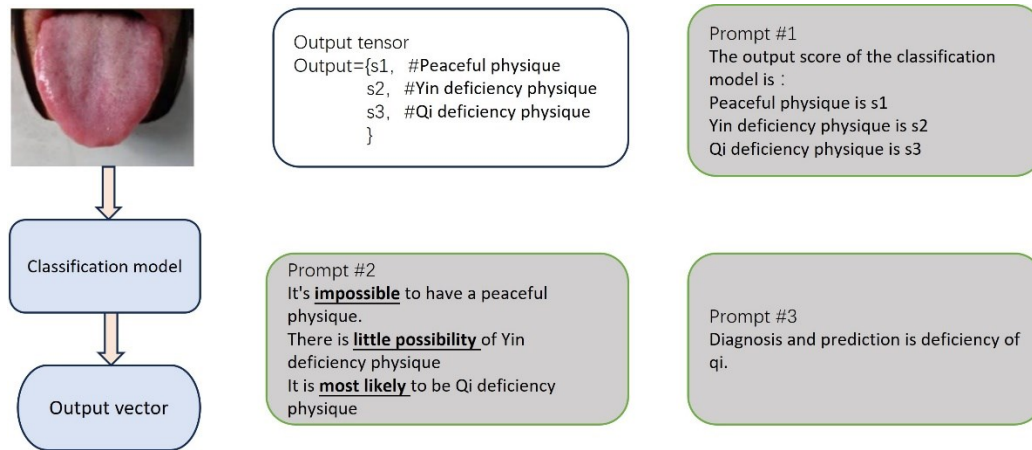 Output tensor
Output={s1, #Peaceful physique
s2, #Yin deficiency physique
s3, #Qi deficiency physique
}
Prompt #1
The output score of the classification
model is：
Peaceful physique is s1
Yin deficiency physique is s2
Qi deficiency physique is s3
Classification model
Output vector
Prompt #2
It's impossible to have a peaceful
physique.
There is little possibility of Yin
deficiency physique
It is most likely to be Qi deficiency
physique
Prompt #3
Diagnosis and prediction is deficiency of
qi.